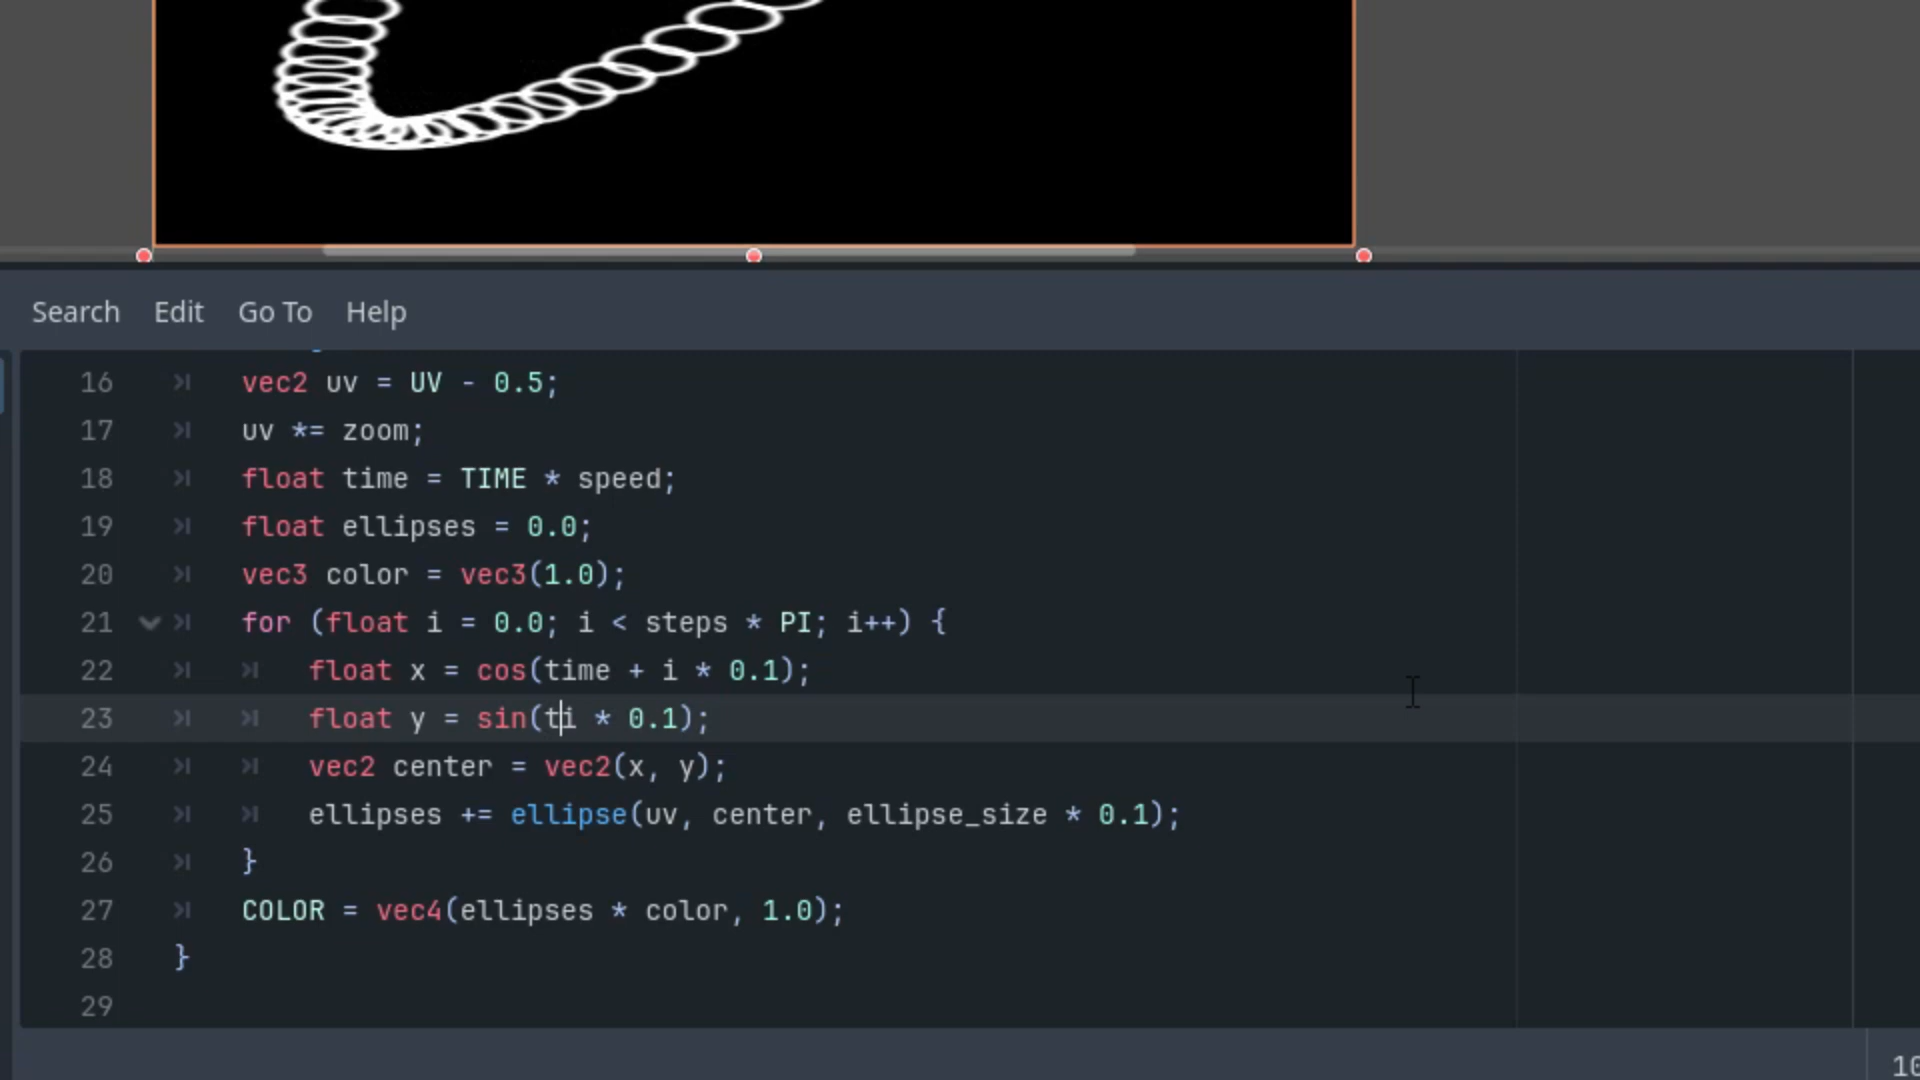 Search Edit Go To Help
16 vec2 uv = UV - 0.5;
17 uv *= zoom;
18 float time = TIME * speed;
19 float ellipses = 0.0;
20 vec3 color = vec3(1.0);
21 for (float i = 0.0; i < steps * PI; i++) {
22 float x = cos(time + i * 0.1);
23 float y = sin(ti * 0.1);
24 vec2 center = vec2(x, y);
25 ellipses += ellipse(uv, center, ellipse_size * 0.1);
26 }
27 COLOR = vec4(ellipses * color, 1.0);
28 }
29